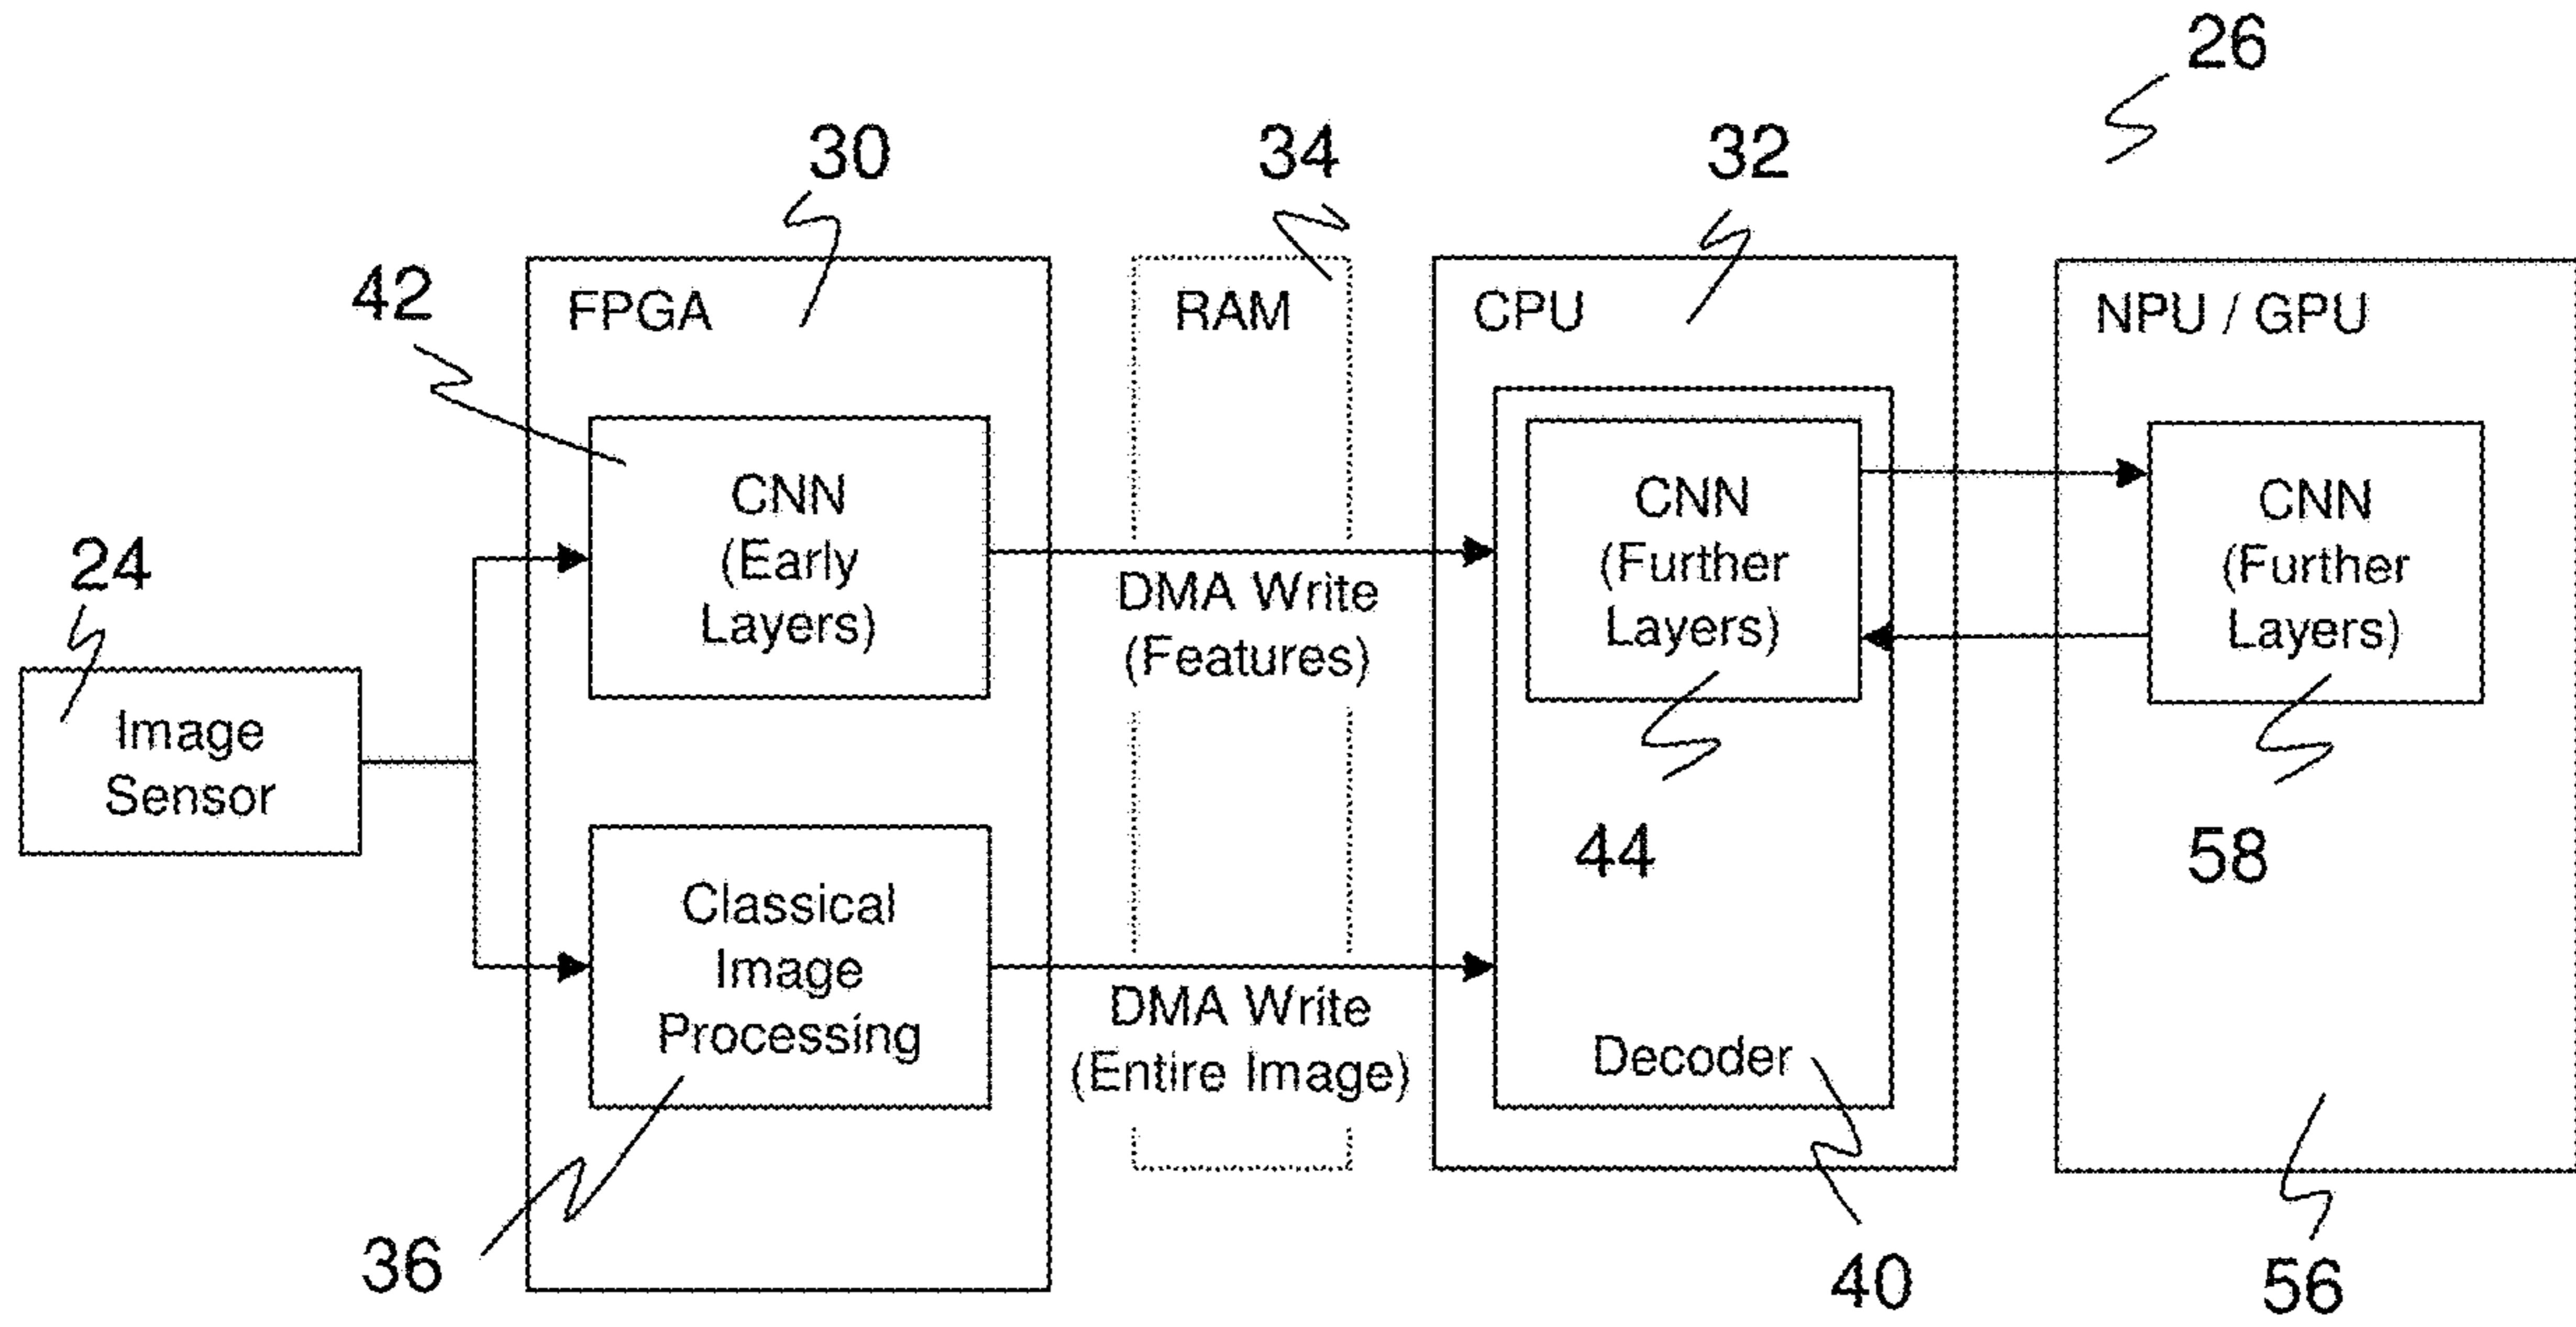 26
30
34
32
42
FPGA
RAM
CPU
NPU / GPU
CNN
(Early
Layers)
CNN
(Further
Layers)
CNN
(Further
Layers)
24
DMA Write
(Features)
Image
Sensor
44
58
Classical
Image
Processing
DMA Write
(Entire Image)
Decoder
36
40
56